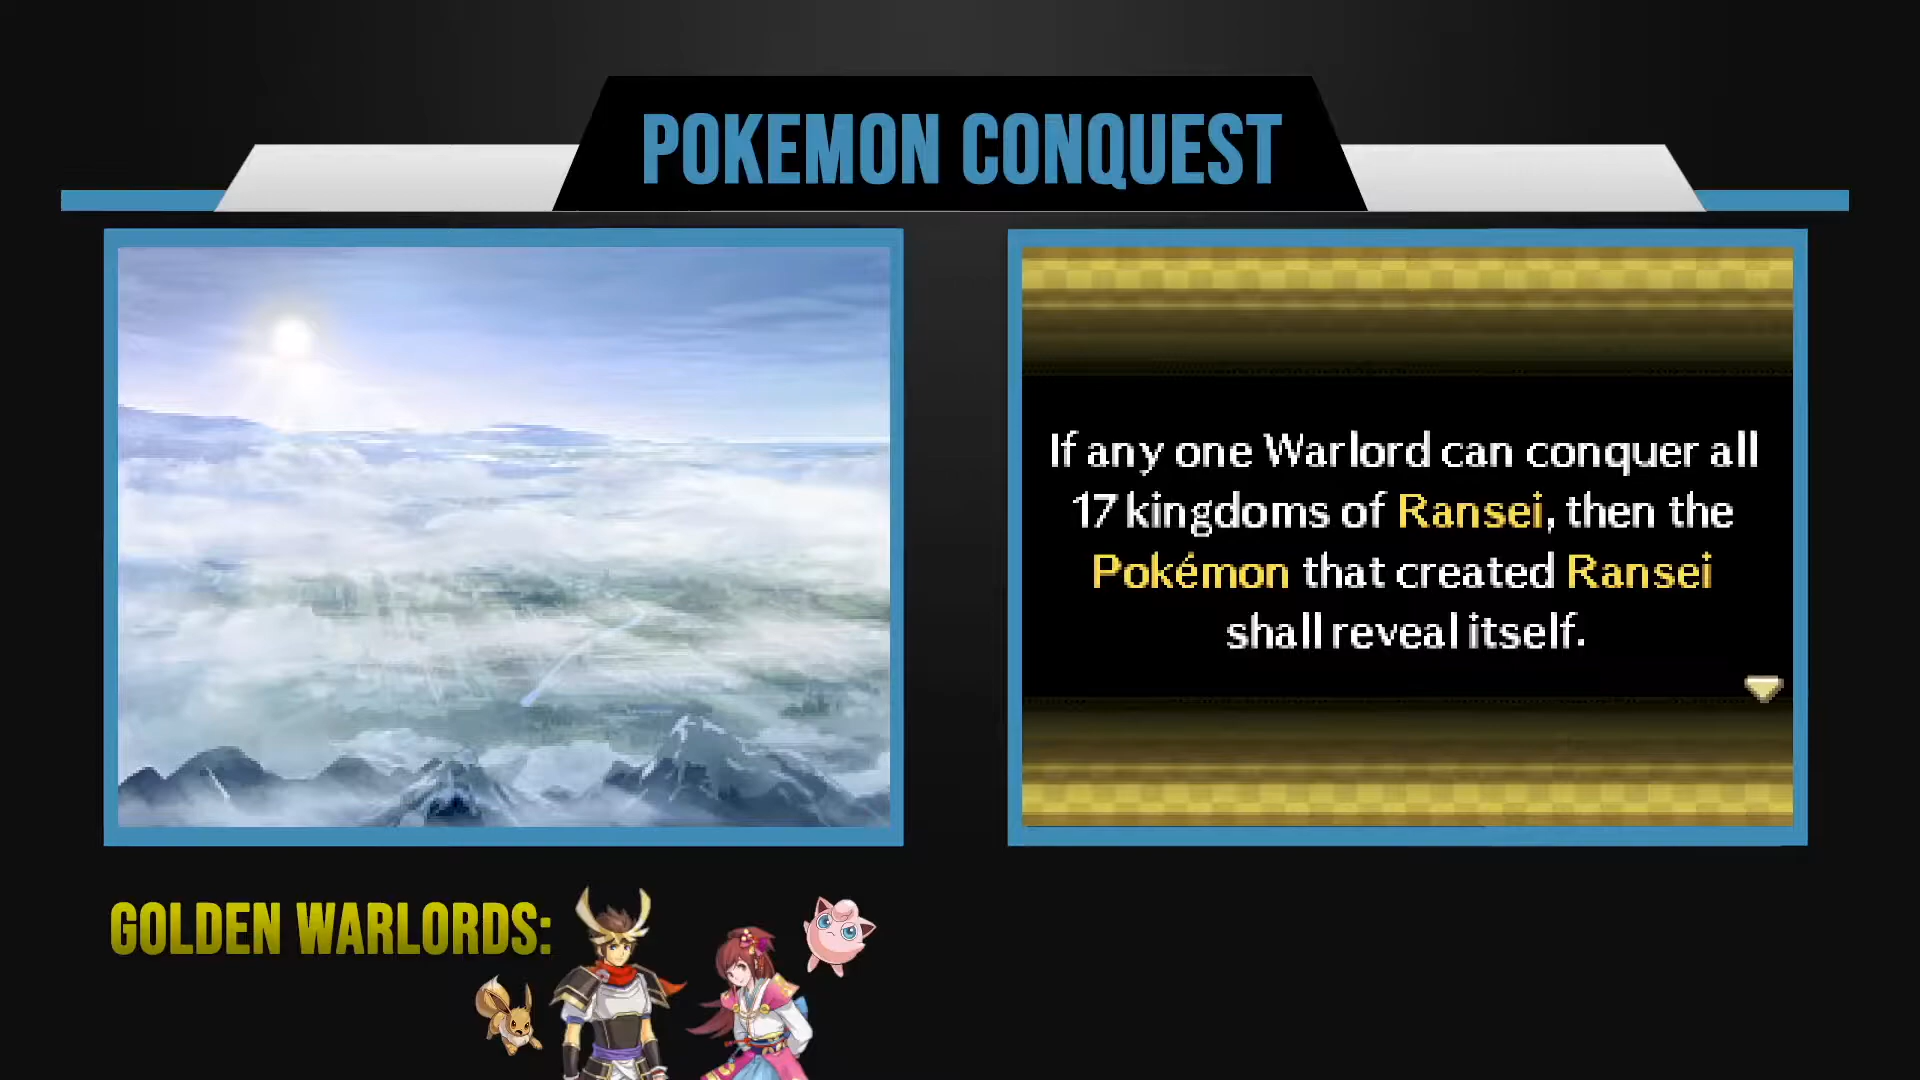 POKEMON CONQUEST
If any one Warlord can conquer all
17 kingdoms of Ransei, then the
Pokémon that created Ransei
shall reveal itself.
GOLDEN WARLORDS: